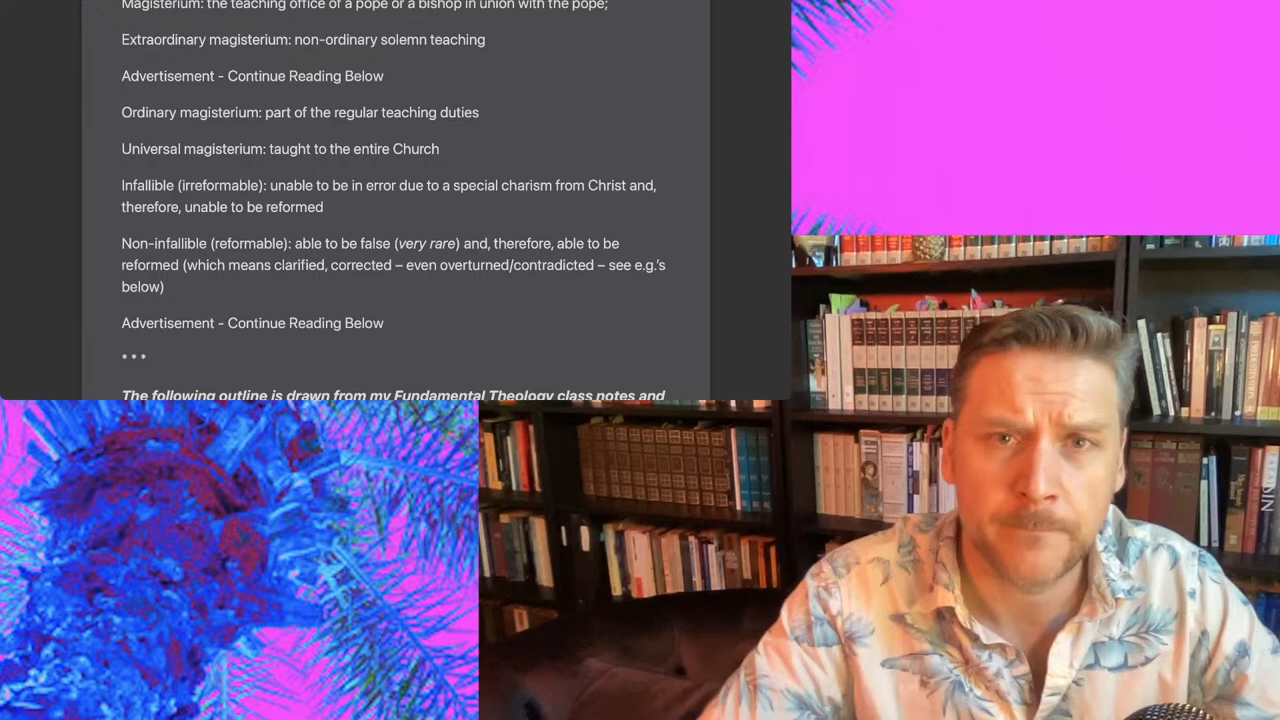 Magisterium: the teaching office of a pope or a bishop in union with the pope;
Extraordinary magisterium: non-ordinary solemn teaching
Advertisement - Continue Reading Below
Ordinary magisterium: part of the regular teaching duties
Universal magisterium: taught to the entire Church
Infallible (irreformable): unable to be in error due to a special charism from Christ and,
therefore, unable to be reformed
Non-infallible (reformable): able to be false (very rare) and, therefore, able to be
reformed (which means clarified, corrected – even overturned/contradicted – see e.g.'s
below)
Advertisement - Continue Reading Below
* * *
The following outline is drawn from my Fundamental Theology class notes and